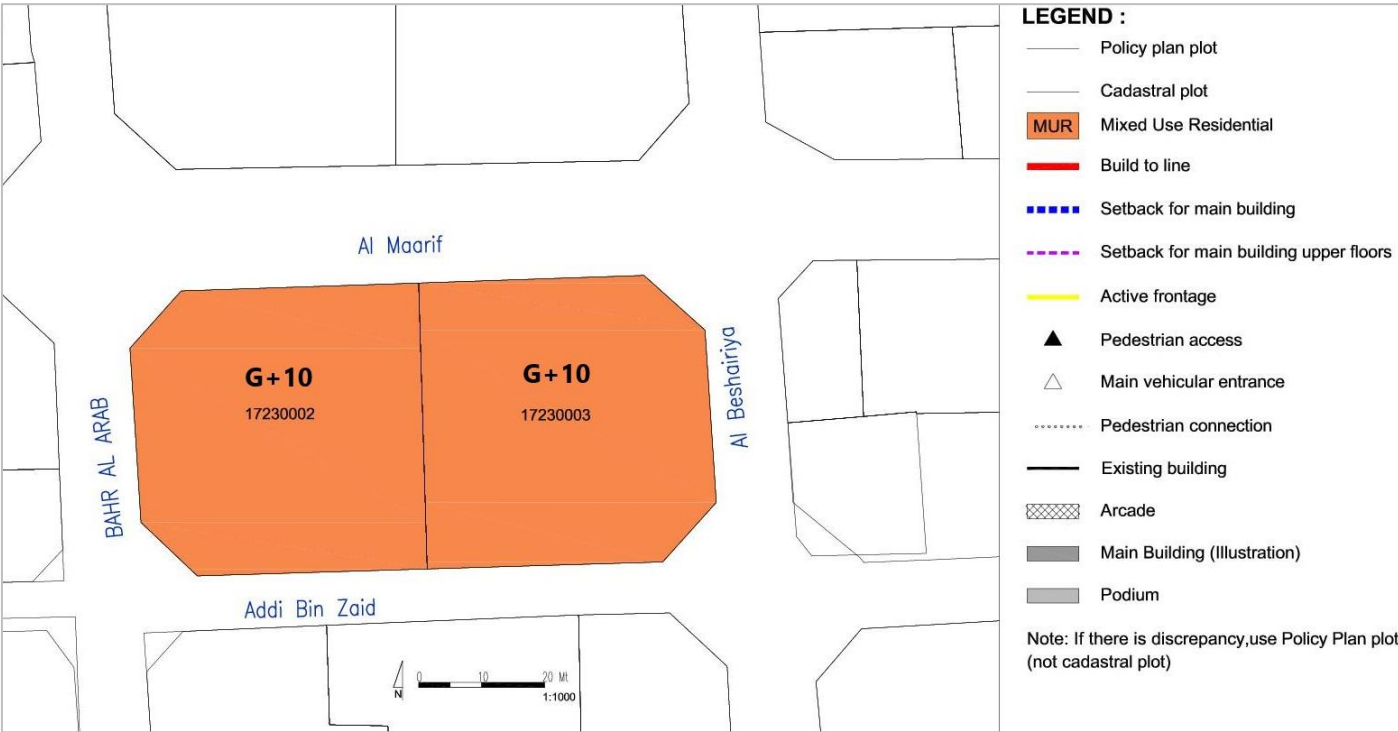 LEGEND :
Policy plan plot
Cadastral plot
MUR Mixed Use Residential
Build to line
Setback for main building
Setback for main building upper floors
Active frontage
Pedestrian access
Main vehicular entrance
Pedestrian connection
Existing building
Arcade
Main Building (Illustration)
Podium
Note: If there is discrepancy,use Policy Plan plot
(not cadastral plot)
Al Maarif
G+10
17230002
G+10
17230003
BAHR AL ARAB
Al Beshairiya
Addi Bin Zaid
N
0 10 20 Mt
1:1000